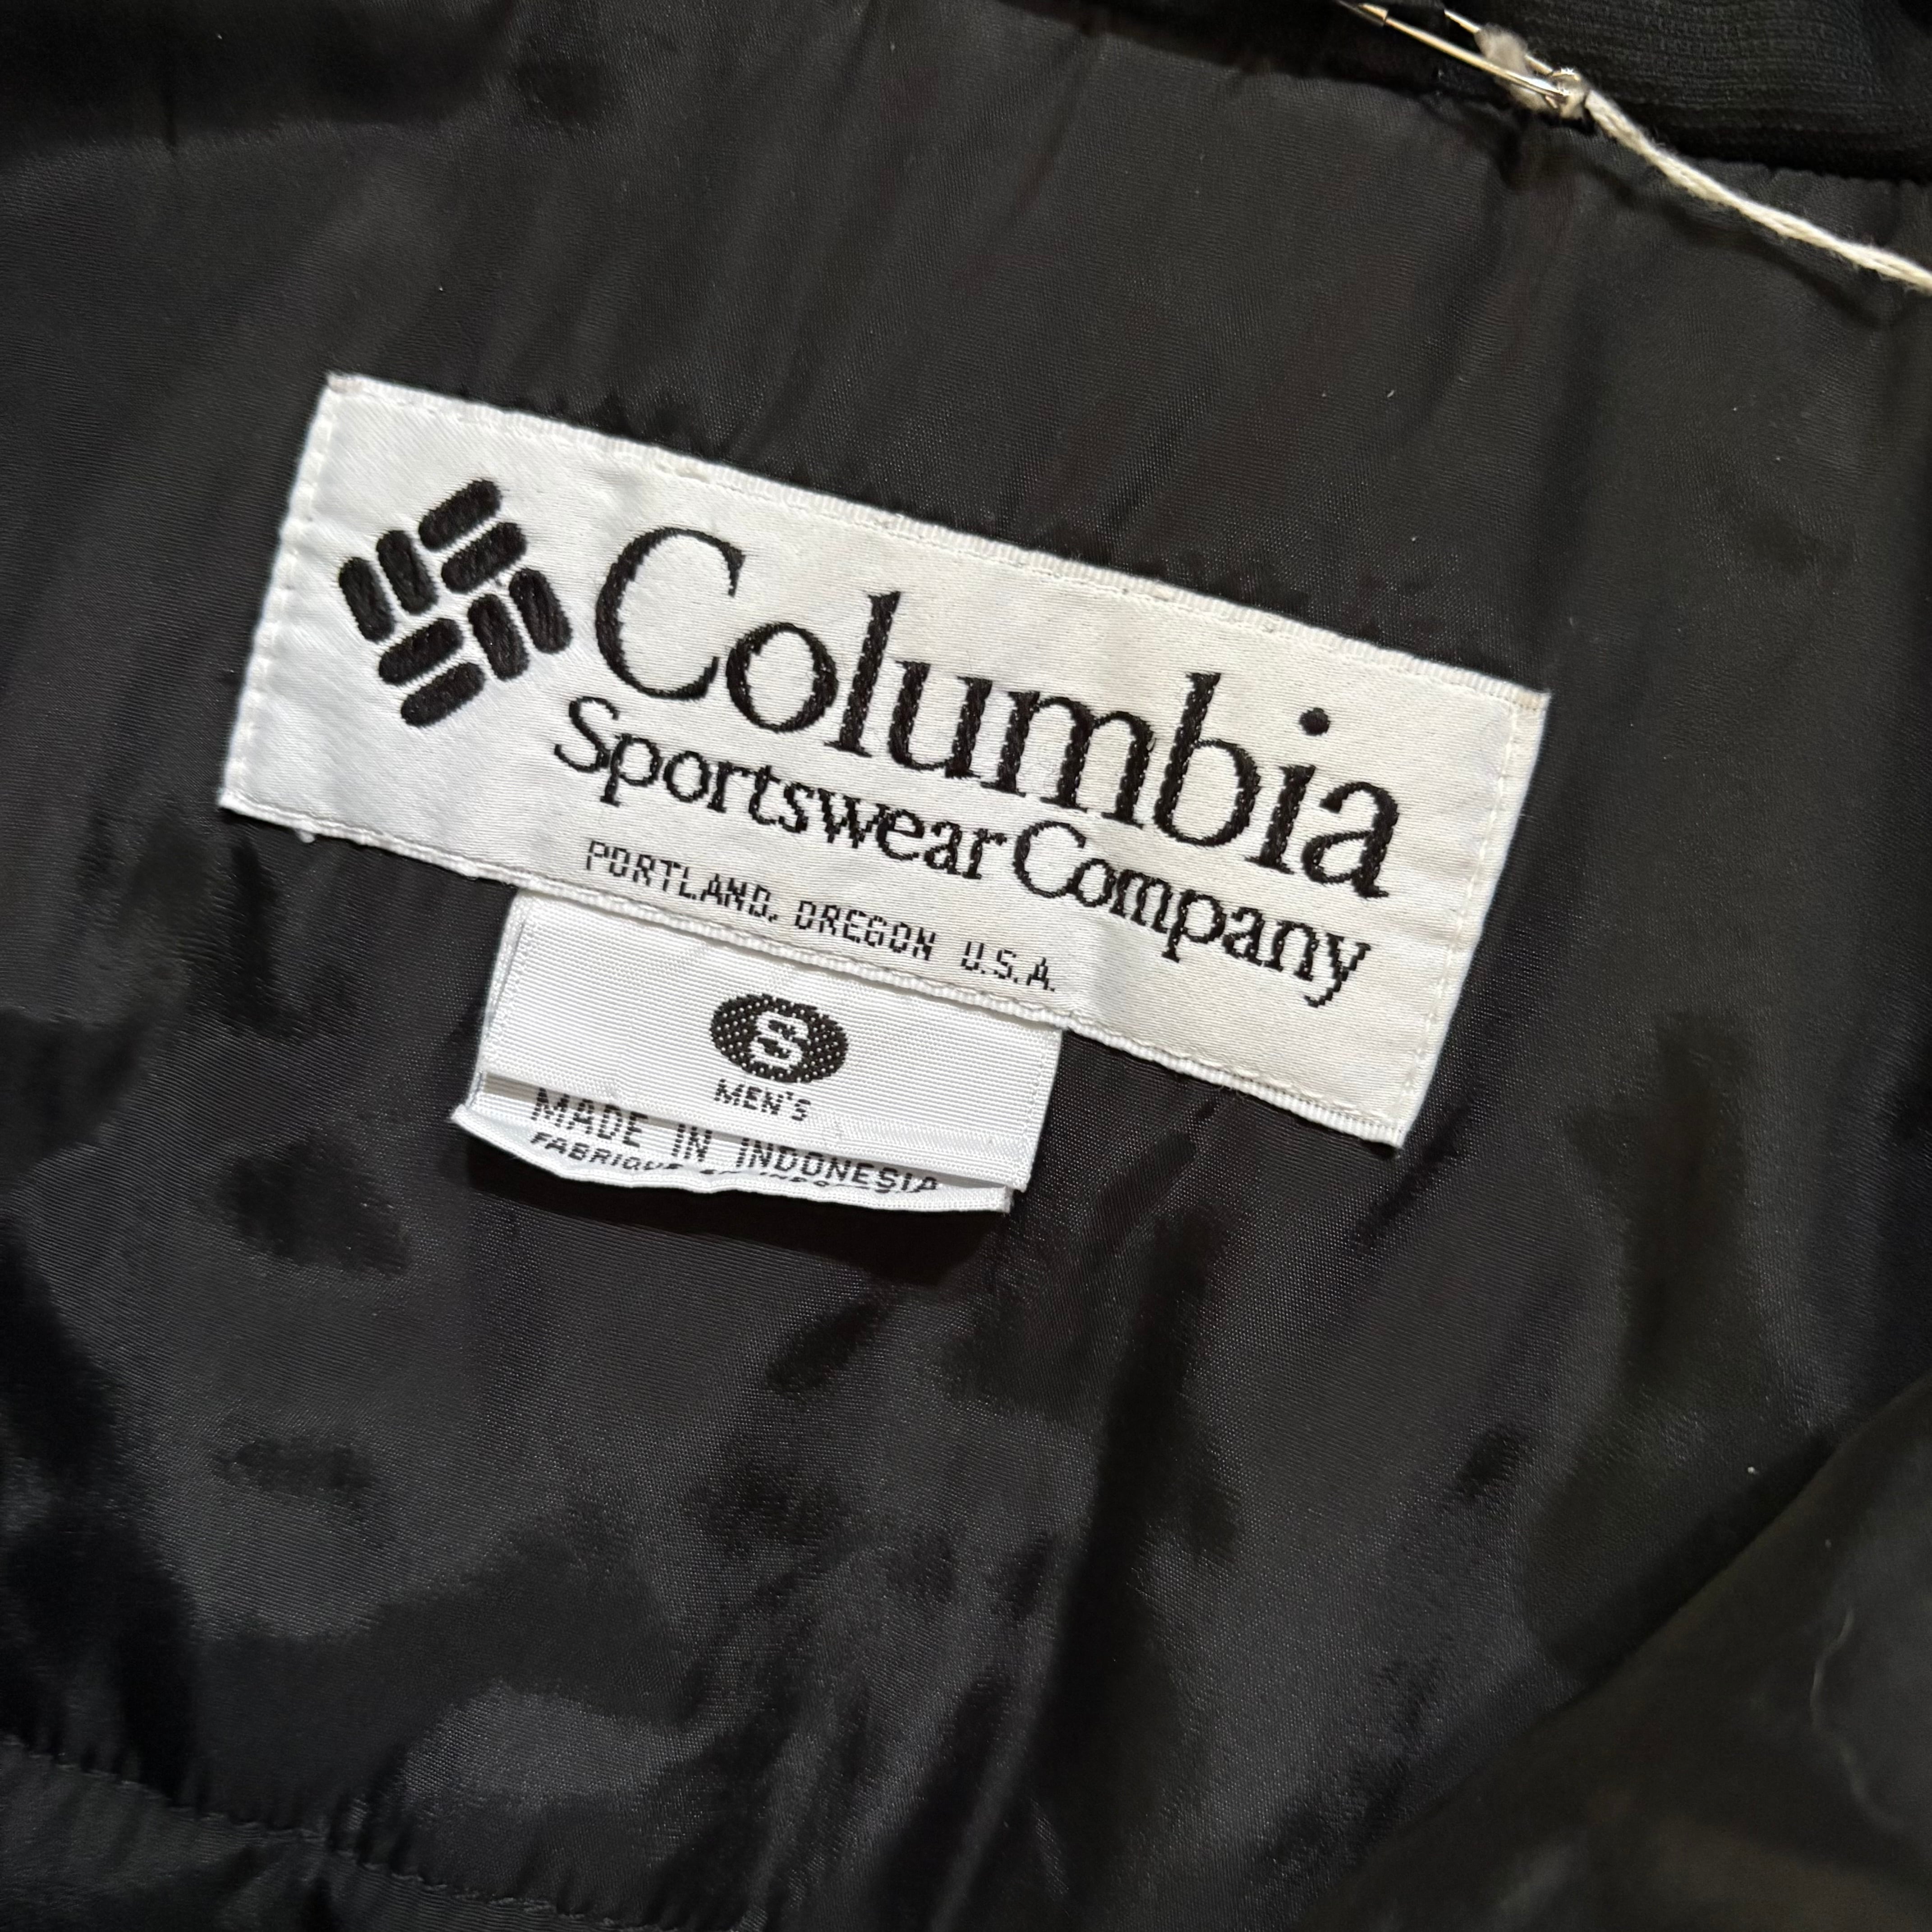 Columbia
Sportswear Company
PORTLAND, OREGON U.S.A.
S
MEN'S
MADE IN INDONESIA